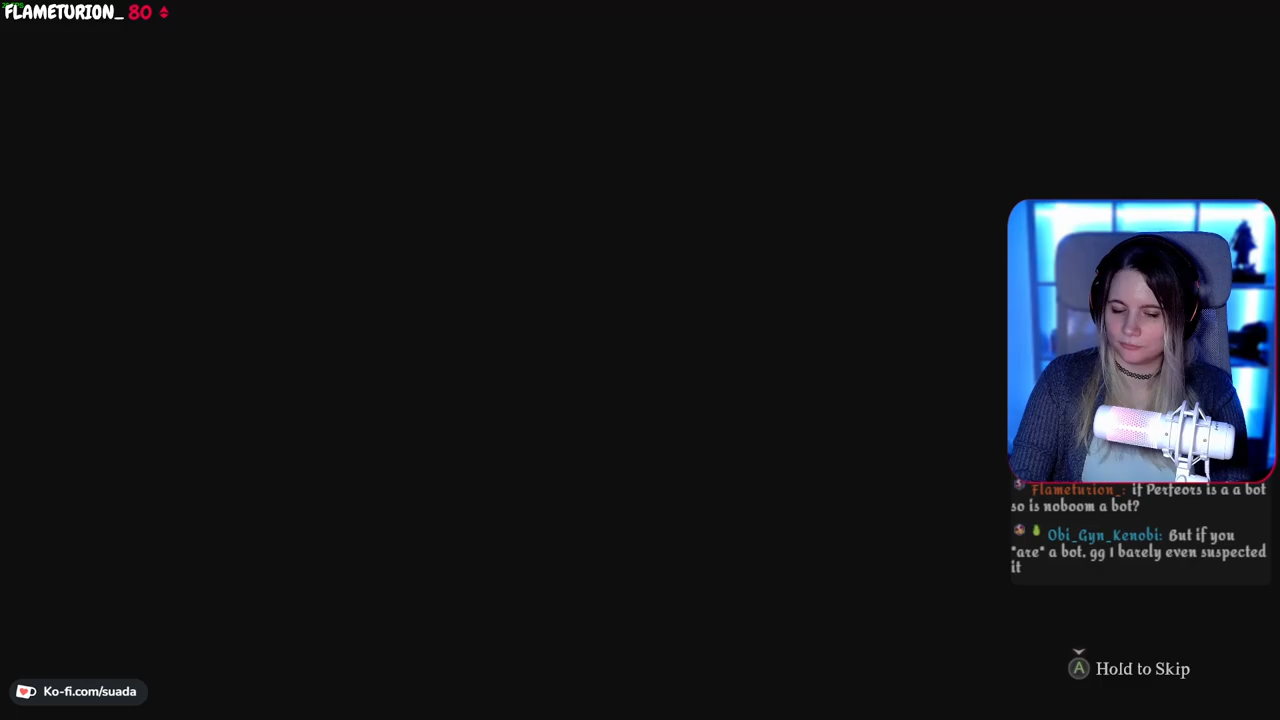 FLAMETURION_ 80
Flameturion_: if Perfeors is a a bot
so is noboom a bot?
Obi_Gyn_Kenobi: But if you
*are* a bot, gg I barely even suspected
it
A Hold to Skip
Ko-fi.com/suada